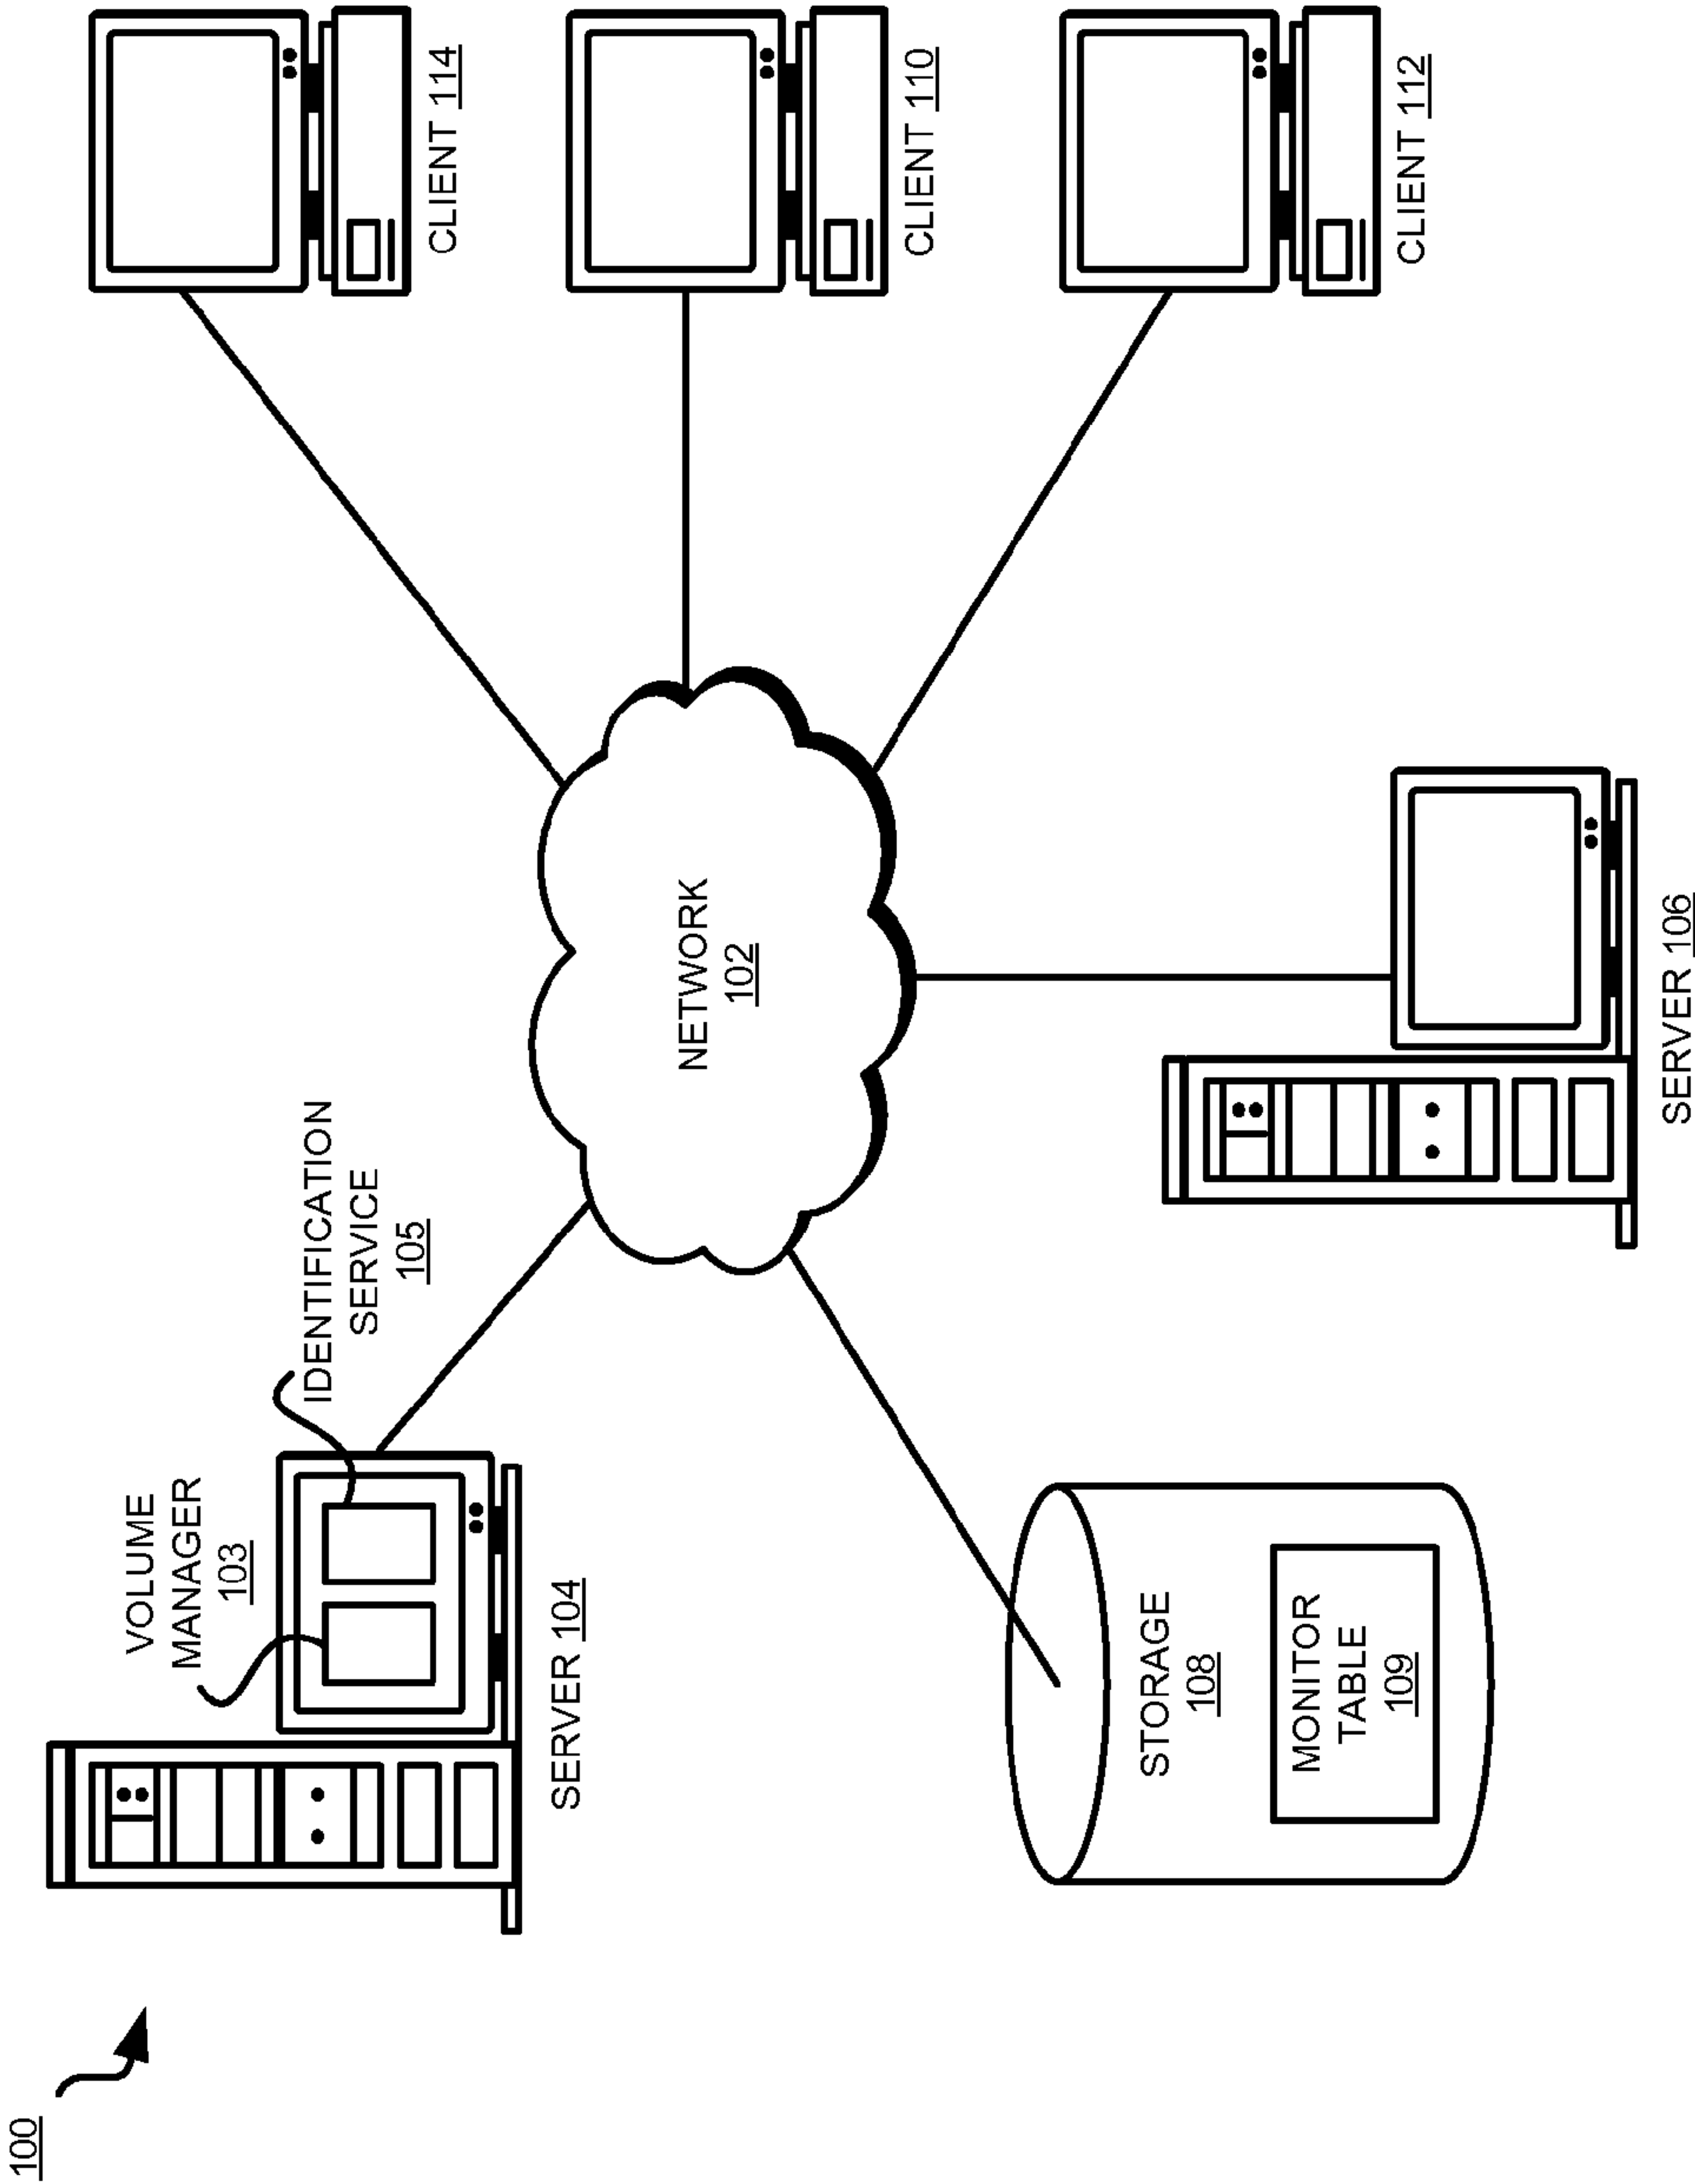 100
VOLUME
MANAGER
103
IDENTIFICATION
SERVICE
105
SERVER 104
CLIENT 114
NETWORK
102
CLIENT 110
STORAGE
108
MONITOR
TABLE
109
SERVER 106
CLIENT 112